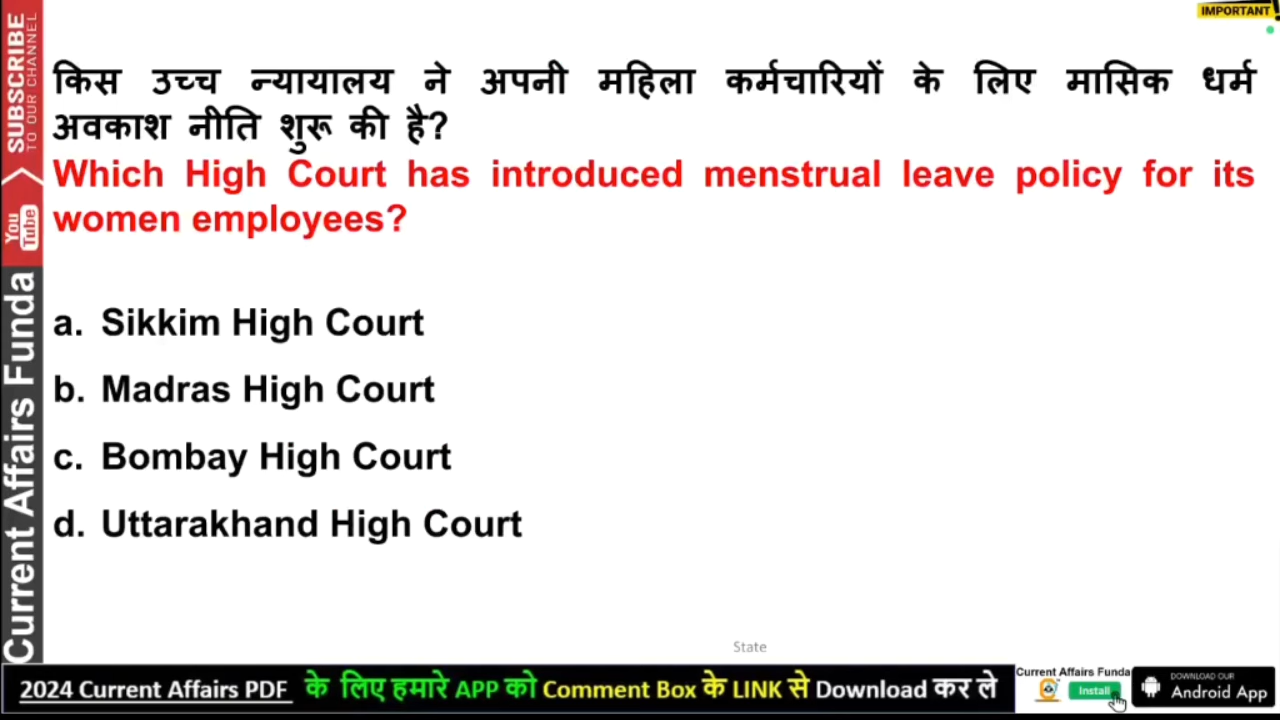 IMPORTANT
SUBSCRIBE
TO OUR CHANNEL
You
Tube
Current Affairs Funda
किस उच्च न्यायालय ने अपनी महिला कर्मचारियों के लिए मासिक धर्म
अवकाश नीति शुरू की है?
Which High Court has introduced menstrual leave policy for its
women employees?
a. Sikkim High Court
b. Madras High Court
c. Bombay High Court
d. Uttarakhand High Court
State
2024 Current Affairs PDF के लिए हमारे APP को Comment Box के LINK से Download कर ले
Current Affairs Funda
Install
DOWNLOAD OUR
Android App